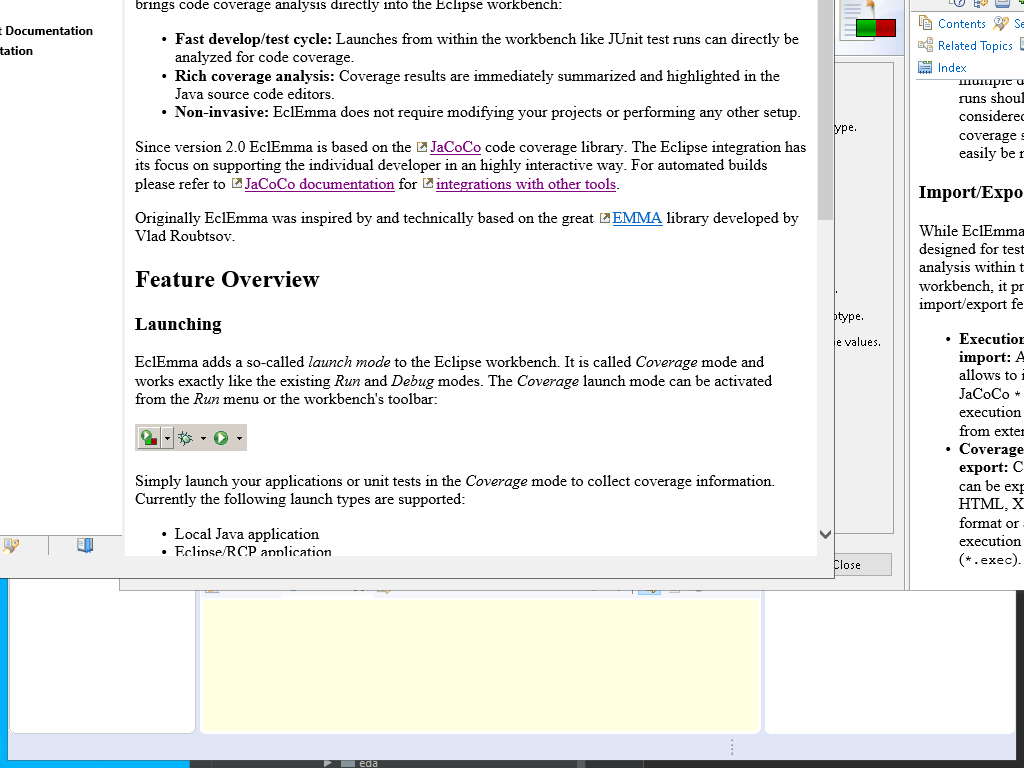 brings code coverage analysis directly into the Eclipse workbench:
t Documentation
tation
• Fast develop/test cycle: Launches from within the workbench like JUnit test runs can directly be
analyzed for code coverage.
• Rich coverage analysis: Coverage results are immediately summarized and highlighted in the
Java source code editors.
• Non-invasive: EclEmma does not require modifying your projects or performing any other setup.
Since version 2.0 EclEmma is based on the JaCoCo code coverage library. The Eclipse integration has
its focus on supporting the individual developer in an highly interactive way. For automated builds
please refer to JaCoCo documentation for integrations with other tools.
Originally EclEmma was inspired by and technically based on the great EMMA library developed by
Vlad Roubtsov.
Feature Overview
Launching
EclEmma adds a so-called launch mode to the Eclipse workbench. It is called Coverage mode and
works exactly like the existing Run and Debug modes. The Coverage launch mode can be activated
from the Run menu or the workbench's toolbar:
Simply launch your applications or unit tests in the Coverage mode to collect coverage information.
Currently the following launch types are supported:
• Local Java application
• Eclipse/RCP application
ype.
otype.
e values.
Close
Contents Se
Related Topics
Index
multiple
runs shoul
considered
coverage s
easily be m
Import/Expo
While EclEmma
designed for test
analysis within t
workbench, it pr
import/export fe
• Execution
import: A
allows to i
JaCoCo *
execution
from exter
• Coverage
export: C
can be exp
HTML, X
format or
execution
(*.exec).
eda